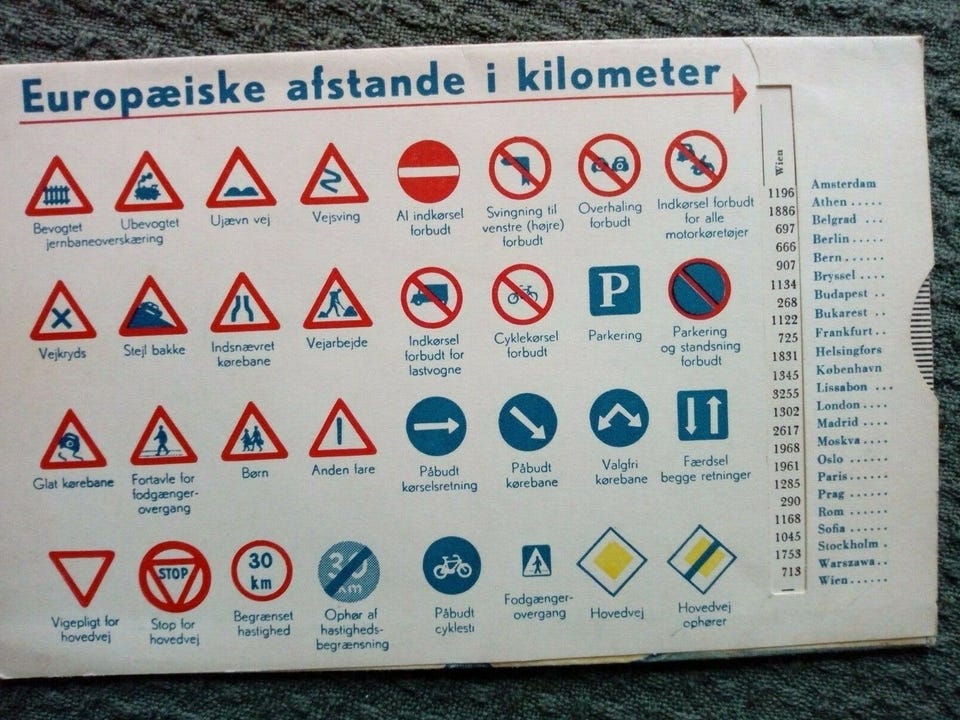 Europæiske afstande i kilometer
Bevogtet
Ubevogtet
jernbaneoverskæring
Ujævn vej
Vejsving
Al indkørsel
forbudt
Svingning til
venstre (højre)
forbudt
Overhaling
forbudt
Indkørsel forbudt
for alle
motorkøretøjer
Vejkryds
Stejl bakke
Indsnævret
kørebane
Vejarbejde
Indkørsel
forbudt for
lastvogne
Cyklekørsel
forbudt
P
Parkering
Parkering
og standsning
forbudt
Glat kørebane
Fortavle for
fodgænger-
overgang
Børn
Anden fare
Påbudt
kørselsretning
Påbudt
kørebane
Valgfri
kørebane
Færdsel
begge retninger
Vigepligt for
hovedvej
STOP
Stop for
hovedvej
30
km
Begrænset
hastighed
30
km
Ophør af
hastigheds-
begrænsning
Påbudt
cyklesti
Fodgænger-
overgang
Hovedvej
Hovedvej
ophører
Wien
1196
1886
697
666
907
1134
268
1122
725
1831
1345
3255
1302
2617
1968
1961
1285
290
1168
1045
1753
713
Amsterdam
Athen .....
Belgrad ...
Berlin .....
Bern ......
Bryssel ....
Budapest ..
Bukarest ..
Frankfurt..
Helsingfors
København
Lissabon ...
London ....
Madrid ....
Moskva....
Oslo ......
Paris......
Prag ......
Rom ......
Sofia ......
Stockholm .
Warszawa..
Wien......